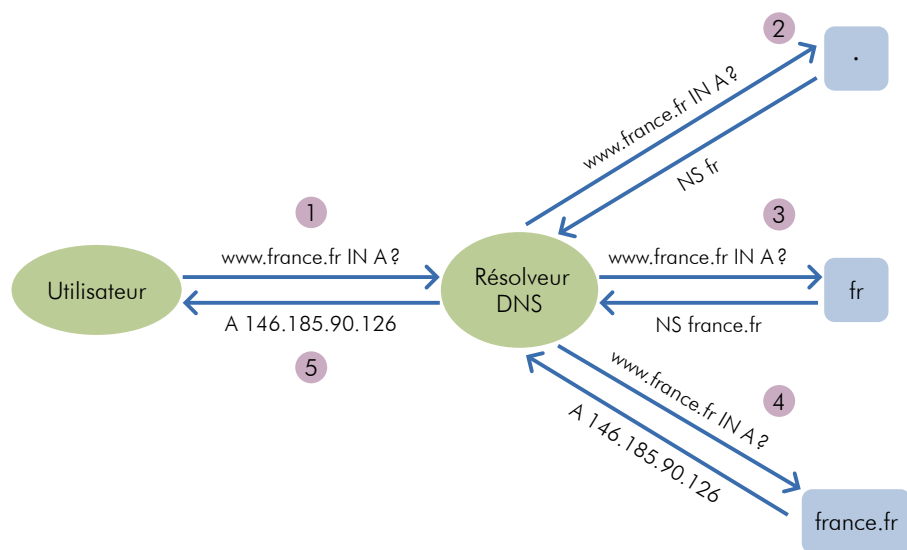 2
.
www.france.fr IN A ?
NS fr
1
3
www.france.fr IN A ?
www.france.fr IN A ?
Utilisateur
Résolveur
DNS
fr
A 146.185.90.126
NS france.fr
5
www.france.fr IN A ?
4
A 146.185.90.126
france.fr